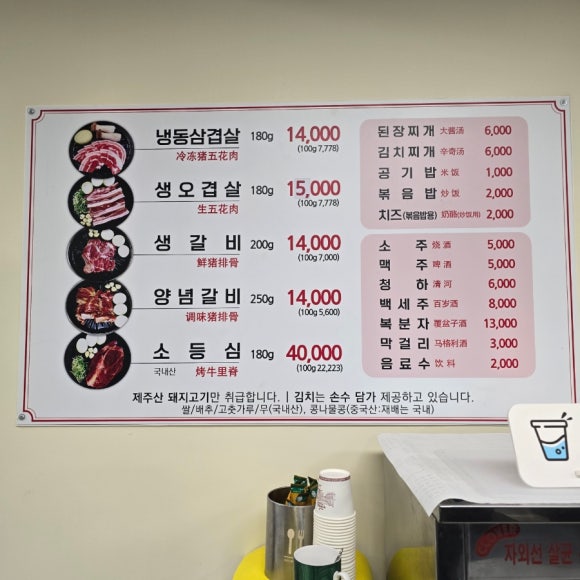 냉동삼겹살 180g 14,000
冷冻猪五花肉 (100g 7,778)
생오겹살 180g 15,000
生五花肉 (100g 7,778)
생갈비 200g 14,000
鲜猪排骨 (100g 7,000)
양념갈비 250g 14,000
调味猪排骨 (100g 5,600)
소등심 180g 40,000
국내산 烤牛里脊 (100g 22,223)
된장찌개 大酱汤 6,000
김치찌개 辛奇汤 6,000
공기밥 米饭 1,000
볶음밥 炒饭 2,000
치즈(볶음밥용) 奶酪(炒饭用) 2,000
소주 烧酒 5,000
맥주 啤酒 5,000
청하 清河 6,000
백세주 百岁酒 8,000
복분자 覆盆子酒 13,000
막걸리 马格利酒 3,000
음료수 饮料 2,000
제주산 돼지고기만 취급합니다. | 김치는 손수 담가 제공하고 있습니다.
쌀/배추/고춧가루/무(국내산), 콩나물콩(중국산:재배는 국내)
자외선 살균